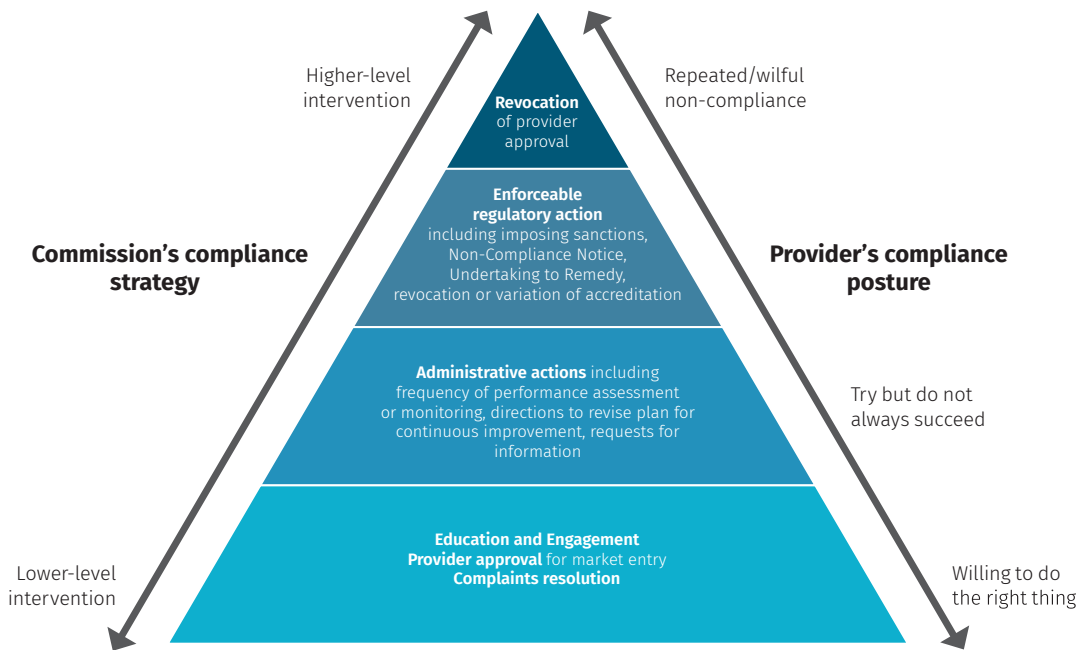 Higher-level
intervention
Repeated/wilful
non-compliance
Revocation
of provider
approval
Commission’s compliance
strategy
Enforceable
regulatory action
including imposing sanctions,
Non-Compliance Notice,
Undertaking to Remedy,
revocation or variation of accreditation
Provider’s compliance
posture
Administrative actions including
frequency of performance assessment
or monitoring, directions to revise plan for
continuous improvement, requests for
information
Try but do not
always succeed
Education and Engagement
Provider approval for market entry
Complaints resolution
Lower-level
intervention
Willing to do
the right thing